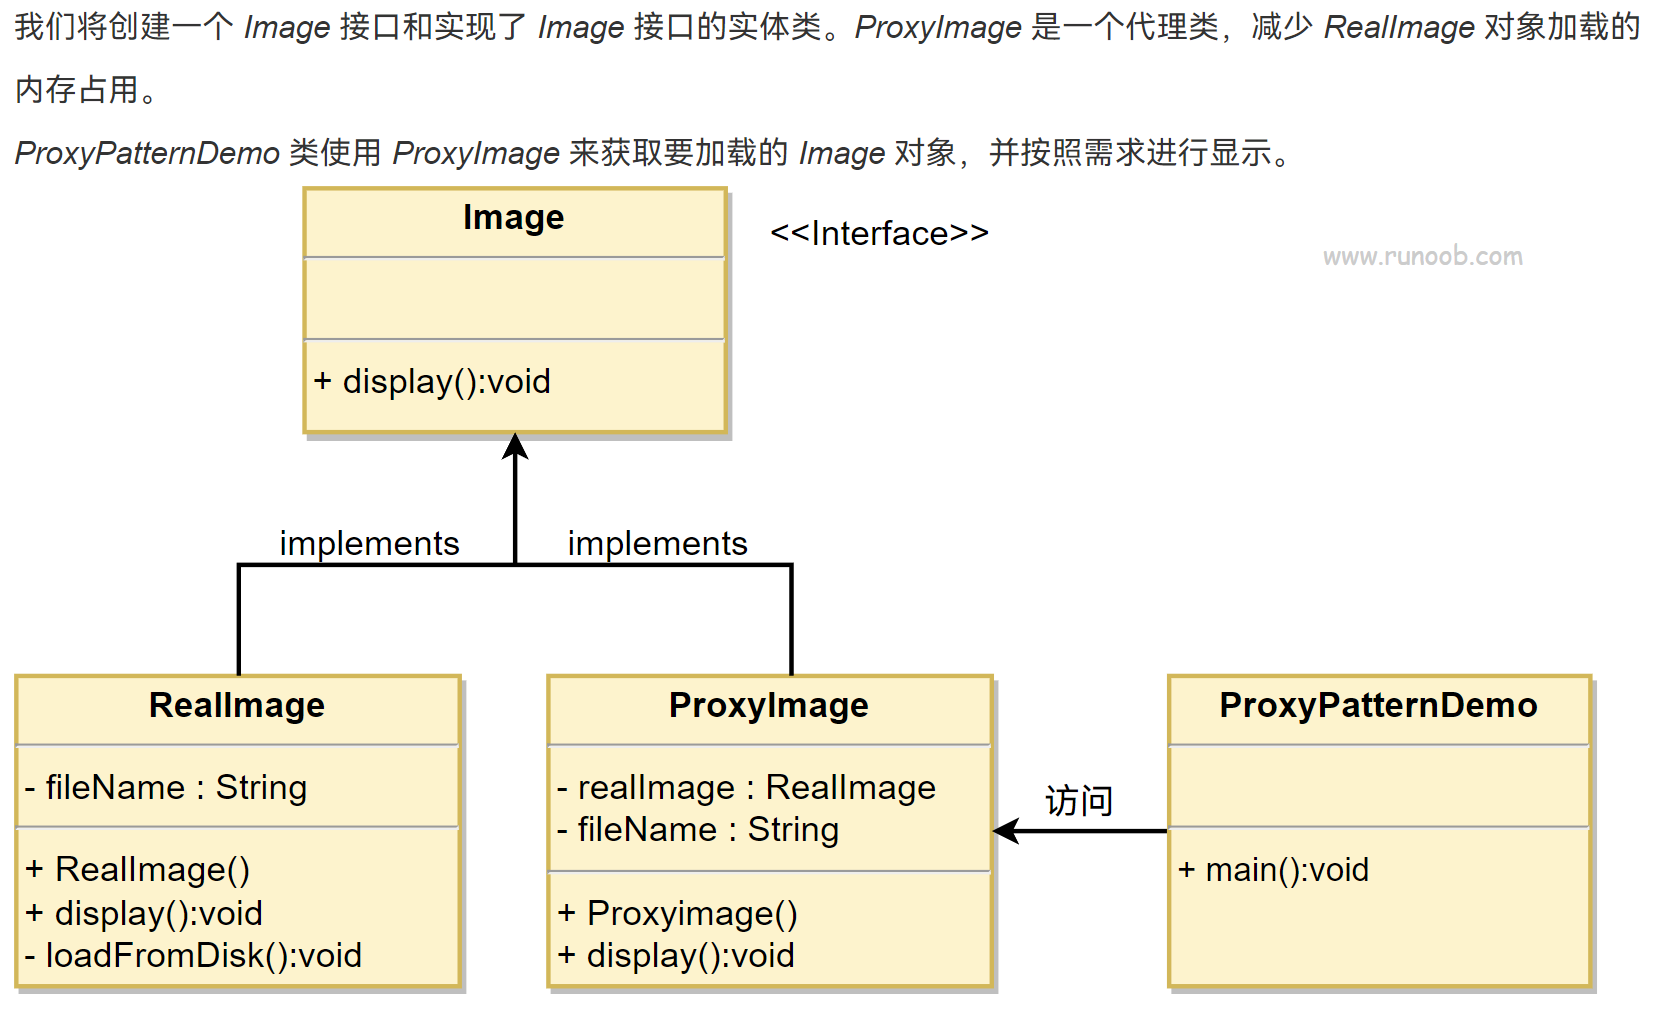 我们将创建一个 Image 接口和实现了 Image 接口的实体类。ProxyImage 是一个代理类，减少 RealImage 对象加载的
内存占用。
ProxyPatternDemo 类使用 ProxyImage 来获取要加载的 Image 对象，并按照需求进行显示。
Image
<<Interface>>
www.runoob.com
+ display():void
implements
implements
RealImage
- fileName : String
+ RealImage()
+ display():void
- loadFromDisk():void
ProxyImage
- realImage : RealImage
- fileName : String
+ Proxyimage()
+ display():void
访问
ProxyPatternDemo
+ main():void